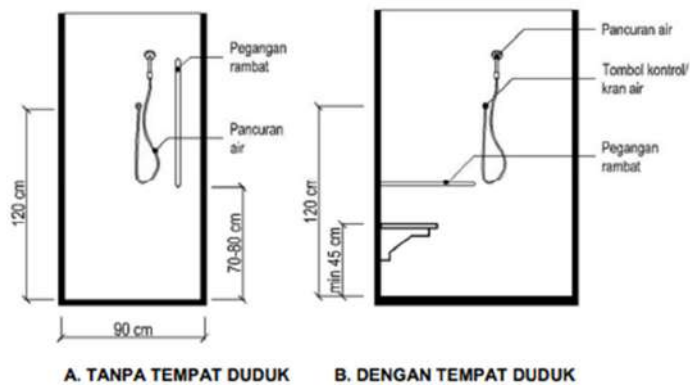 Pegangan
rambat
Pancuran
air
120 cm
70-80 cm
90 cm
A. TANPA TEMPAT DUDUK
Pancuran air
Tombol kontrol/
kran air
Pegangan
rambat
120 cm
min 45 cm
B. DENGAN TEMPAT DUDUK